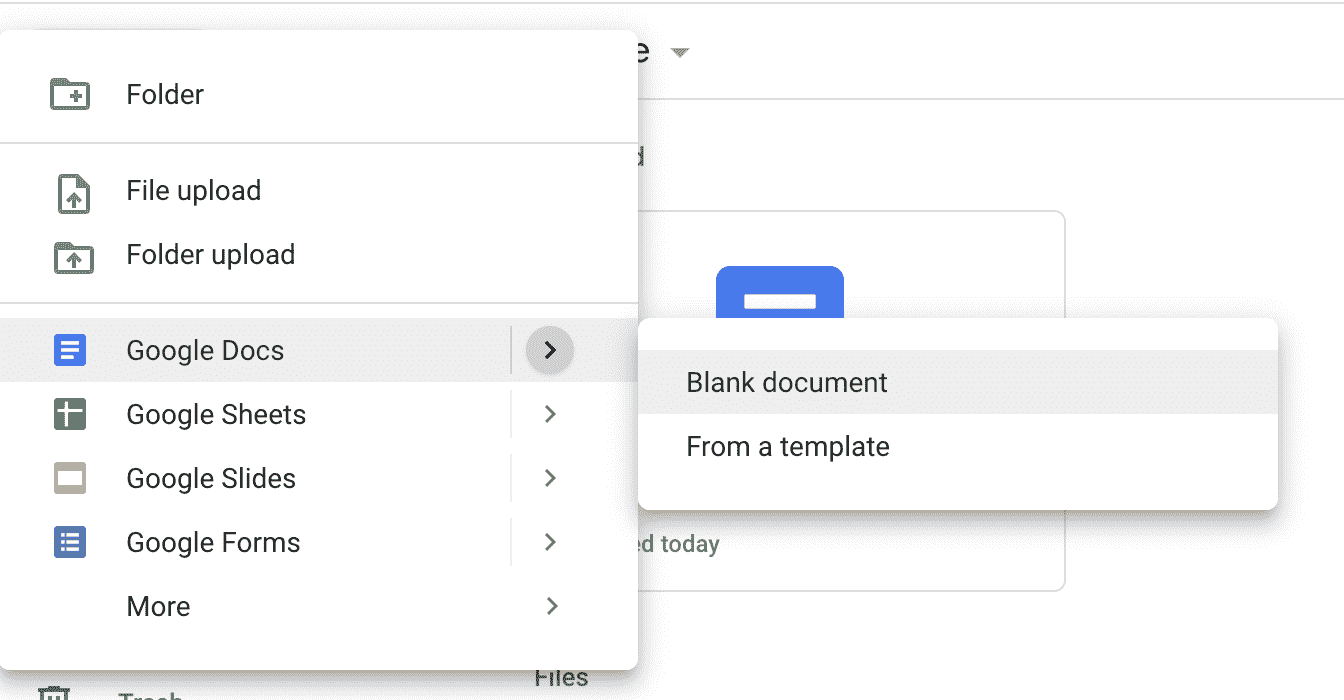 Folder
File upload
Folder upload
Google Docs
Google Sheets
Google Slides
Google Forms
More
Blank document
From a template
today
Files
Trash